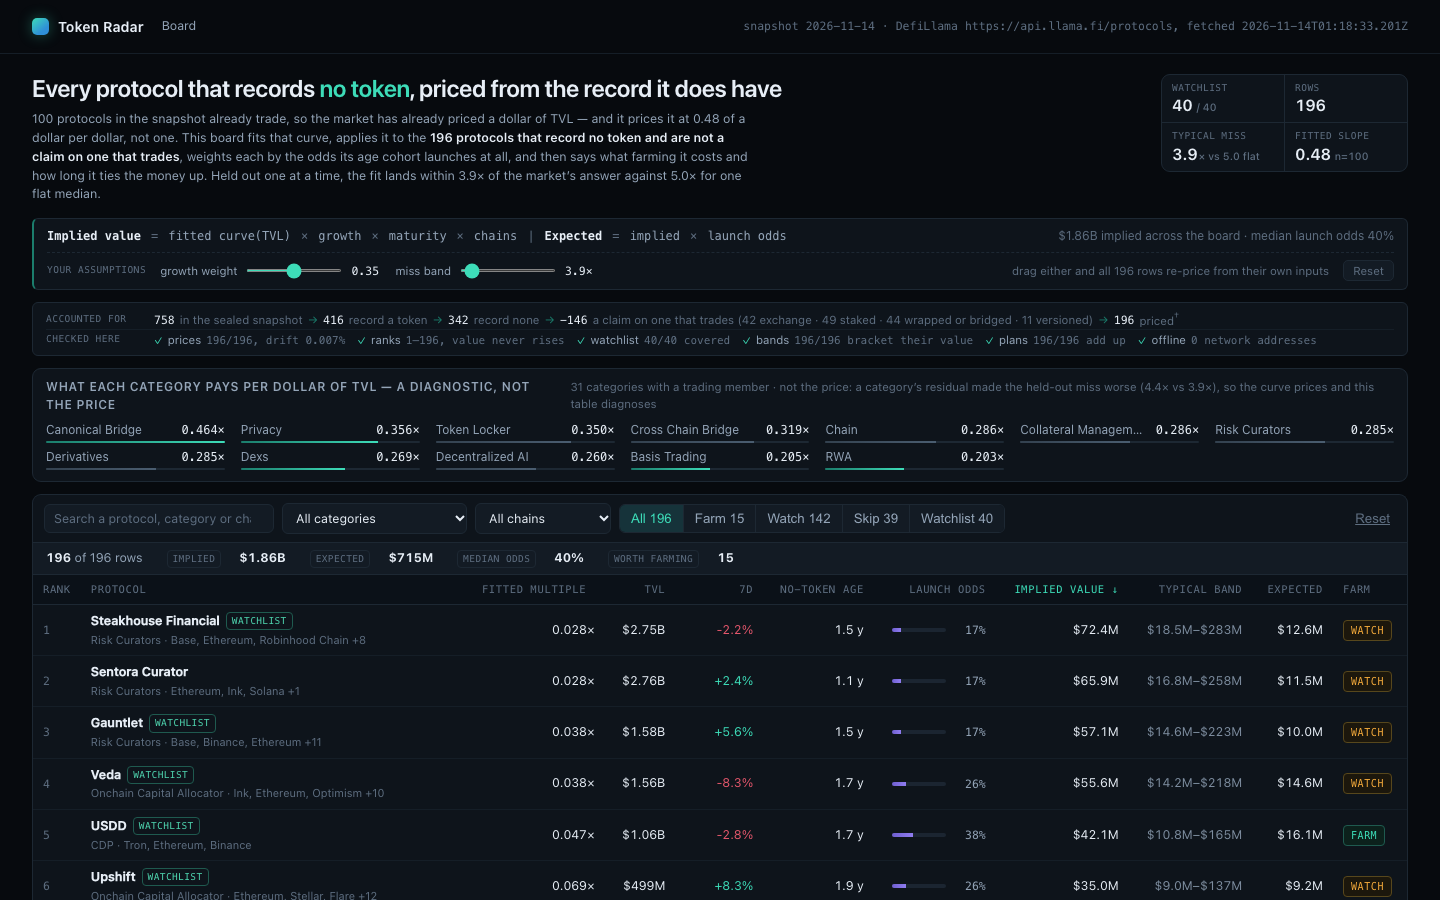 Token Radar Board
snapshot 2026-11-14 · DefiLlama https://api.llama.fi/protocols, fetched 2026-11-14T01:18:33.201Z
Every protocol that records no token, priced from the record it does have
100 protocols in the snapshot already trade, so the market has already priced a dollar of TVL — and it prices it at 0.48 of a
dollar per dollar, not one. This board fits that curve, applies it to the 196 protocols that record no token and are not a
claim on one that trades, weights each by the odds its age cohort launches at all, and then says what farming it costs and
how long it ties the money up. Held out one at a time, the fit lands within 3.9× of the market's answer against 5.0× for one
flat median.
WATCHLIST ROWS
40 / 40 196
TYPICAL MISS FITTED SLOPE
3.9× vs 5.0 flat 0.48 n=100
Implied value = fitted curve(TVL) × growth × maturity × chains | Expected = implied × launch odds
$1.86B implied across the board · median launch odds 40%
YOUR ASSUMPTIONS growth weight 0.35 miss band 3.9×
drag either and all 196 rows re-price from their own inputs Reset
ACCOUNTED FOR 758 in the sealed snapshot → 416 record a token → 342 record none → −146 a claim on one that trades (42 exchange · 49 staked · 44 wrapped or bridged · 11 versioned) → 196 priced†
CHECKED HERE ✓ prices 196/196, drift 0.007% ✓ ranks 1–196, value never rises ✓ watchlist 40/40 covered ✓ bands 196/196 bracket their value ✓ plans 196/196 add up ✓ offline 0 network addresses
WHAT EACH CATEGORY PAYS PER DOLLAR OF TVL — A DIAGNOSTIC, NOT
THE PRICE
31 categories with a trading member · not the price: a category's residual made the held-out miss worse (4.4× vs 3.9×), so the curve prices and this
table diagnoses
Canonical Bridge 0.464× Privacy 0.356× Token Locker 0.350× Cross Chain Bridge 0.319× Chain 0.286× Collateral Managem... 0.286× Risk Curators 0.285×
Derivatives 0.285× Dexs 0.269× Decentralized AI 0.260× Basis Trading 0.205× RWA 0.203×
Search a protocol, category or cha All categories All chains All 196 Farm 15 Watch 142 Skip 39 Watchlist 40 Reset
196 of 196 rows IMPLIED $1.86B EXPECTED $715M MEDIAN ODDS 40% WORTH FARMING 15
RANK PROTOCOL FITTED MULTIPLE TVL 7D NO-TOKEN AGE LAUNCH ODDS IMPLIED VALUE ↓ TYPICAL BAND EXPECTED FARM
1 Steakhouse Financial WATCHLIST 0.028× $2.75B -2.2% 1.5 y 17% $72.4M $18.5M–$283M $12.6M WATCH
Risk Curators · Base, Ethereum, Robinhood Chain +8
2 Sentora Curator 0.028× $2.76B +2.4% 1.1 y 17% $65.9M $16.8M–$258M $11.5M WATCH
Risk Curators · Ethereum, Ink, Solana +1
3 Gauntlet WATCHLIST 0.038× $1.58B +5.6% 1.5 y 17% $57.1M $14.6M–$223M $10.0M WATCH
Risk Curators · Base, Binance, Ethereum +11
4 Veda WATCHLIST 0.038× $1.56B -8.3% 1.7 y 26% $55.6M $14.2M–$218M $14.6M WATCH
Onchain Capital Allocator · Ink, Ethereum, Optimism +10
5 USDD WATCHLIST 0.047× $1.06B -2.8% 1.7 y 38% $42.1M $10.8M–$165M $16.1M FARM
CDP · Tron, Ethereum, Binance
6 Upshift WATCHLIST 0.069× $499M +8.3% 1.9 y 26% $35.0M $9.0M–$137M $9.2M WATCH
Onchain Capital Allocator · Ethereum, Stellar, Flare +12